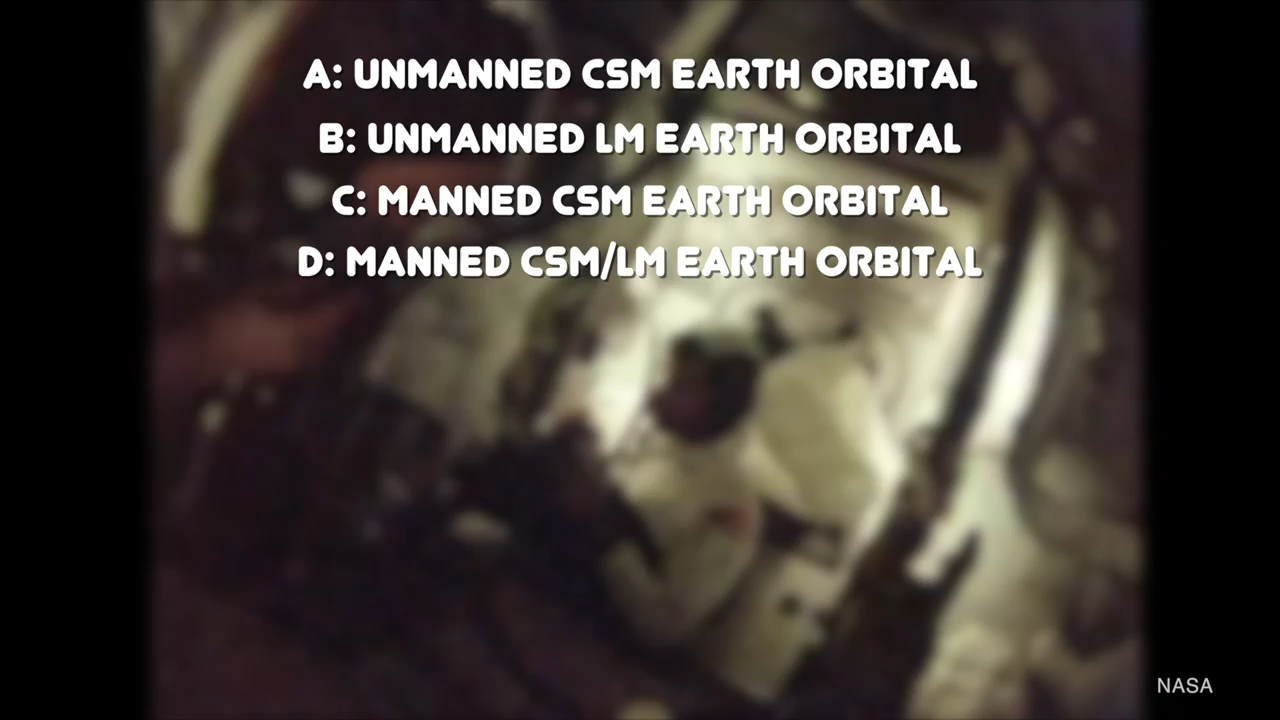 A: UNMANNED CSM EARTH ORBITAL
B: UNMANNED LM EARTH ORBITAL
C: MANNED CSM EARTH ORBITAL
D: MANNED CSM/LM EARTH ORBITAL
NASA